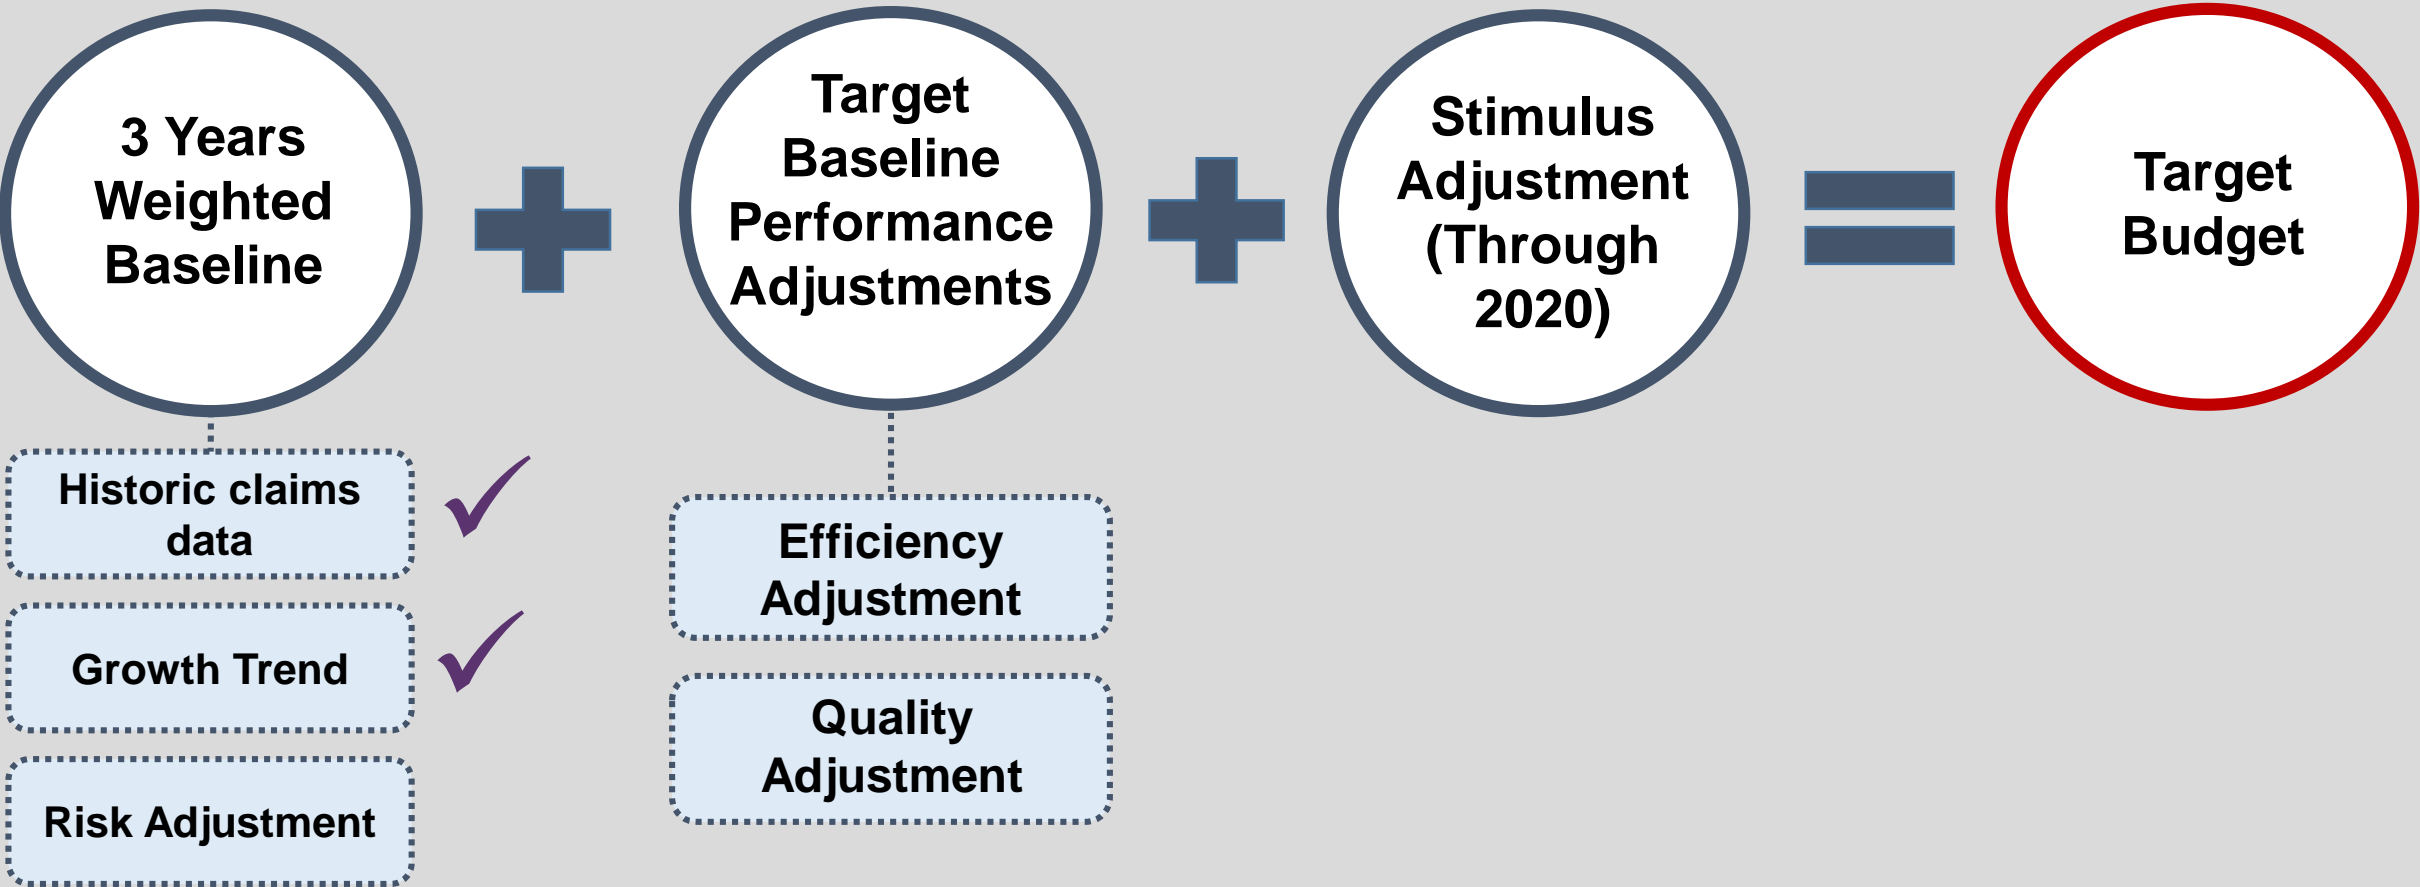 3 Years
Weighted
Baseline
Target
Baseline
Performance
Adjustments
Stimulus
Adjustment
(Through
2020)
Target
Budget
Historic claims
data
Growth Trend
Risk Adjustment
Efficiency
Adjustment
Quality
Adjustment